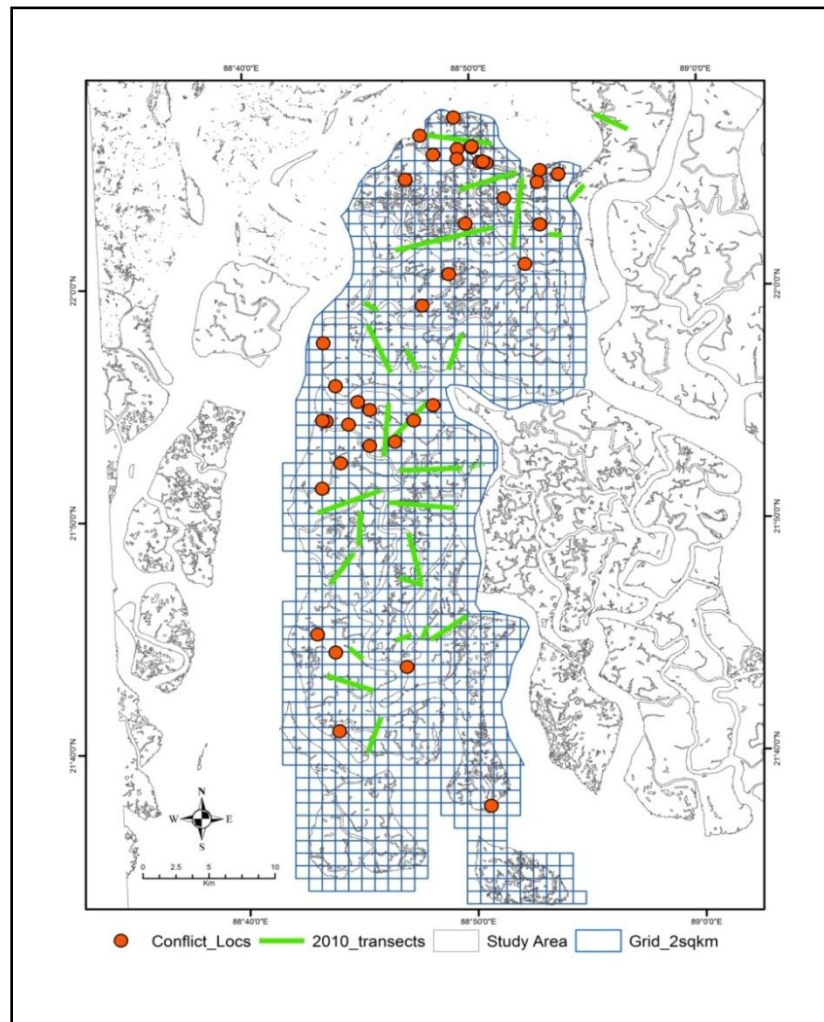 88°40'0"E 88°50'0"E 89°0'0"E
22°0'0"N 22°0'0"N
21°50'0"N 21°50'0"N
21°40'0"N 21°40'0"N
N
W E
S
0 2.5 5 10
Km
88°40'0"E 88°50'0"E 89°0'0"E
Conflict_Locs 2010_transects Study Area Grid_2sqkm